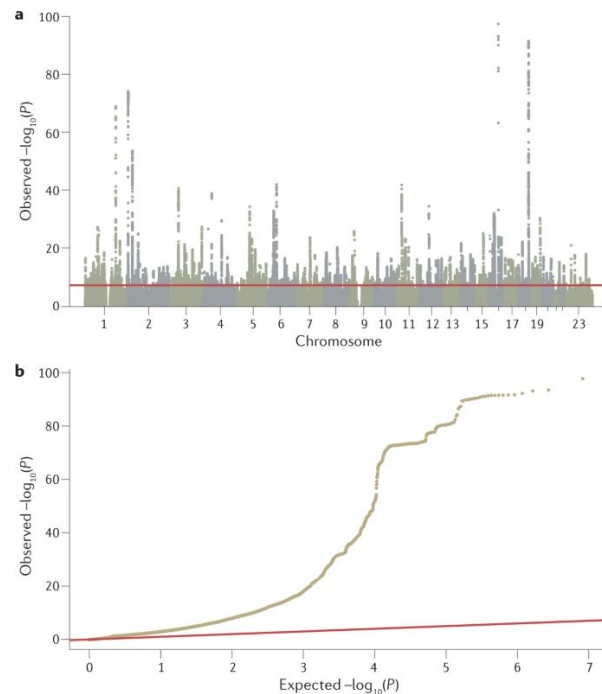 a
100
80
60
40
20
0
Observed –log₁₀(P)
1 2 3 4 5 6 7 8 9 10 11 12 13 15 17 19 23
Chromosome
b
100
80
60
40
20
0
Observed –log₁₀(P)
0 1 2 3 4 5 6 7
Expected –log₁₀(P)